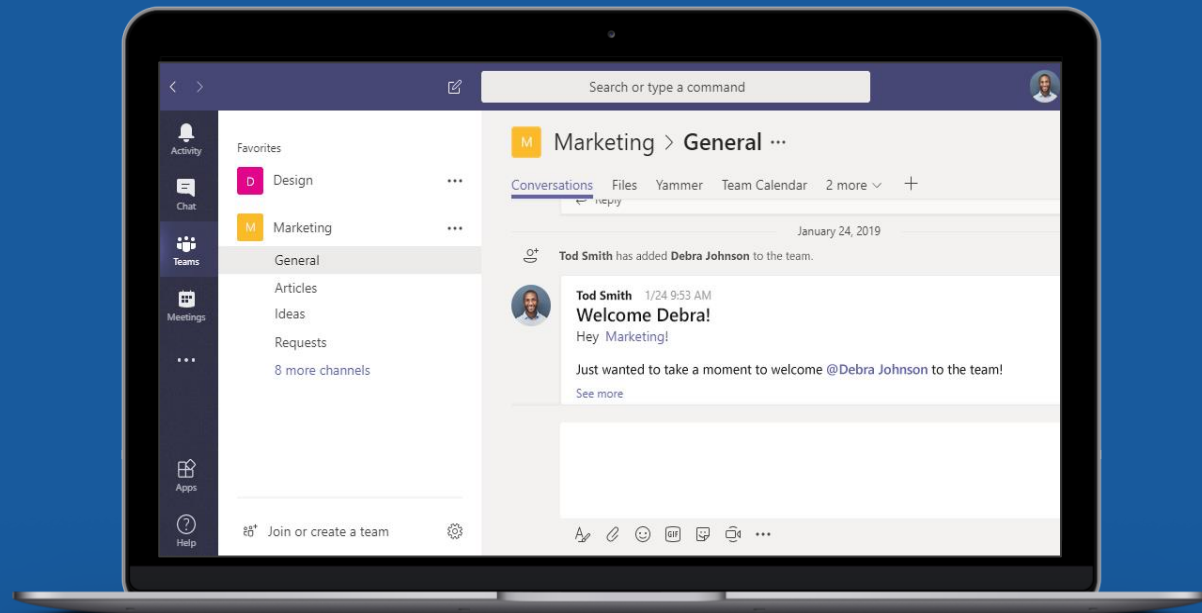 Search or type a command
Activity
Chat
Teams
Meetings
Apps
Help
Favorites
D Design
M Marketing
General
Articles
Ideas
Requests
8 more channels
Join or create a team
M Marketing > General
Conversations Files Yammer Team Calendar 2 more
Reply
January 24, 2019
Tod Smith has added Debra Johnson to the team.
Tod Smith 1/24 9:53 AM
Welcome Debra!
Hey Marketing!
Just wanted to take a moment to welcome @Debra Johnson to the team!
See more
GIF